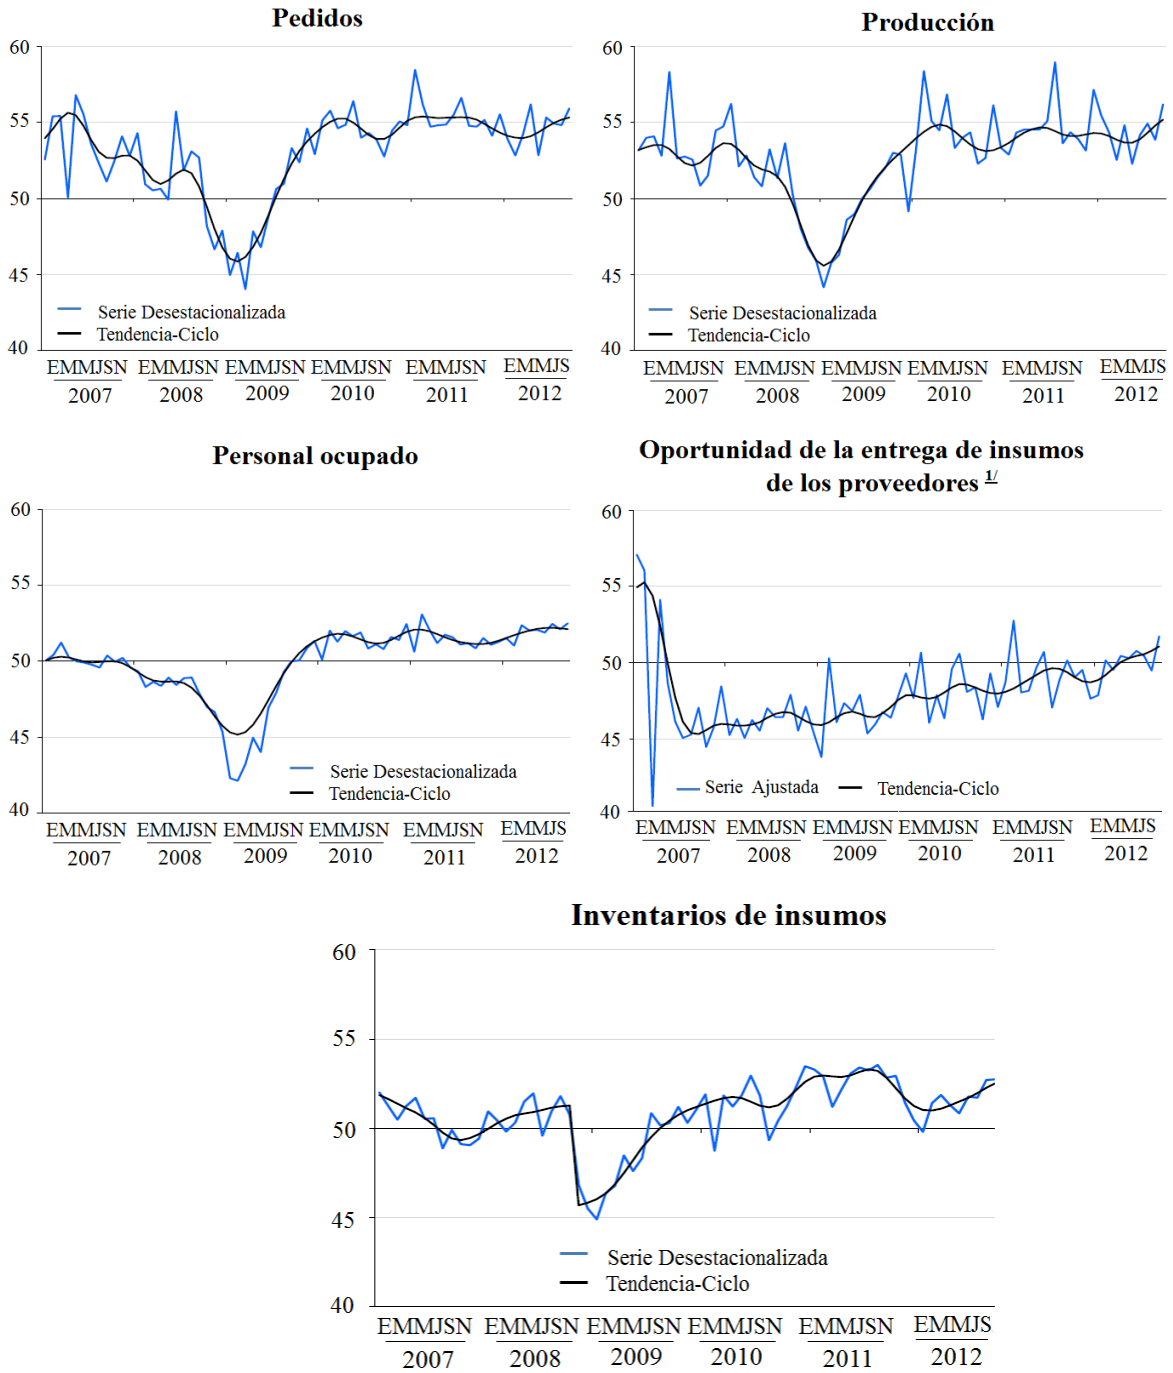 Pedidos
60
55
50
45
40
Serie Desestacionalizada
Tendencia-Ciclo
EMMJSN EMMJSN EMMJSN EMMJSN EMMJSN EMMJS
2007 2008 2009 2010 2011 2012
Producción
60
55
50
45
40
Serie Desestacionalizada
Tendencia-Ciclo
EMMJSN EMMJSN EMMJSN EMMJSN EMMJSN EMMJS
2007 2008 2009 2010 2011 2012
Personal ocupado
60
55
50
45
40
Serie Desestacionalizada
Tendencia-Ciclo
EMMJSN EMMJSN EMMJSN EMMJSN EMMJSN EMMJS
2007 2008 2009 2010 2011 2012
Oportunidad de la entrega de insumos
de los proveedores 1/
60
55
50
45
40
Serie Ajustada Tendencia-Ciclo
EMMJSN EMMJSN EMMJSN EMMJSN EMMJSN EMMJS
2007 2008 2009 2010 2011 2012
Inventarios de insumos
60
55
50
45
40
Serie Desestacionalizada
Tendencia-Ciclo
EMMJSN EMMJSN EMMJSN EMMJSN EMMJSN EMMJS
2007 2008 2009 2010 2011 2012